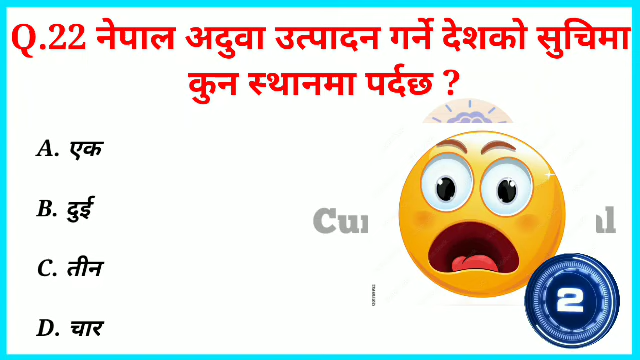 Q.22 नेपाल अदुवा उत्पादन गर्ने देशको सुचिमा
कुन स्थानमा पर्दछ ?
A. एक
B. दुई
C. तीन
D. चार
2